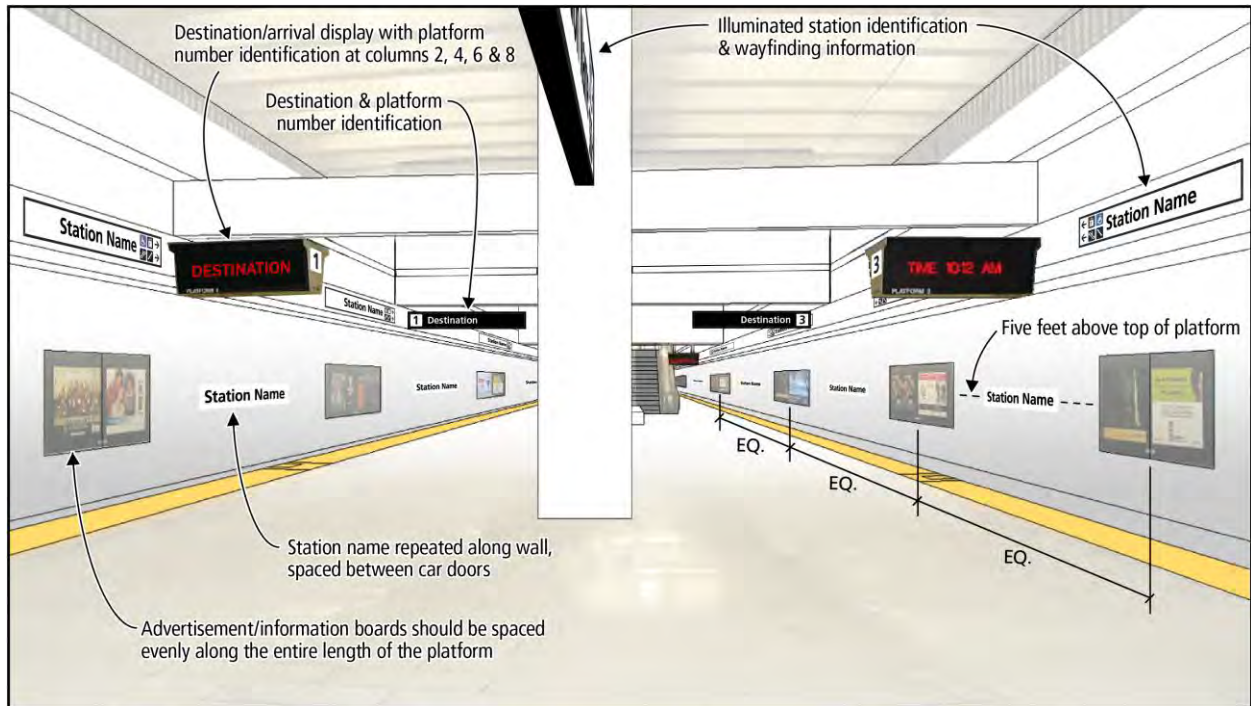 Destination/arrival display with platform
number identification at columns 2, 4, 6 & 8
Illuminated station identification
& wayfinding information
Destination & platform
number identification
Station Name
Station Name
DESTINATION
1
PLATFORM 1
3
TIME 10:12 AM
PLATFORM 3
Station Name
1 Destination
Destination 3
Five feet above top of platform
Station Name
Station Name
Station Name
Station Name
EQ.
EQ.
EQ.
Station name repeated along wall,
spaced between car doors
Advertisement/information boards should be spaced
evenly along the entire length of the platform